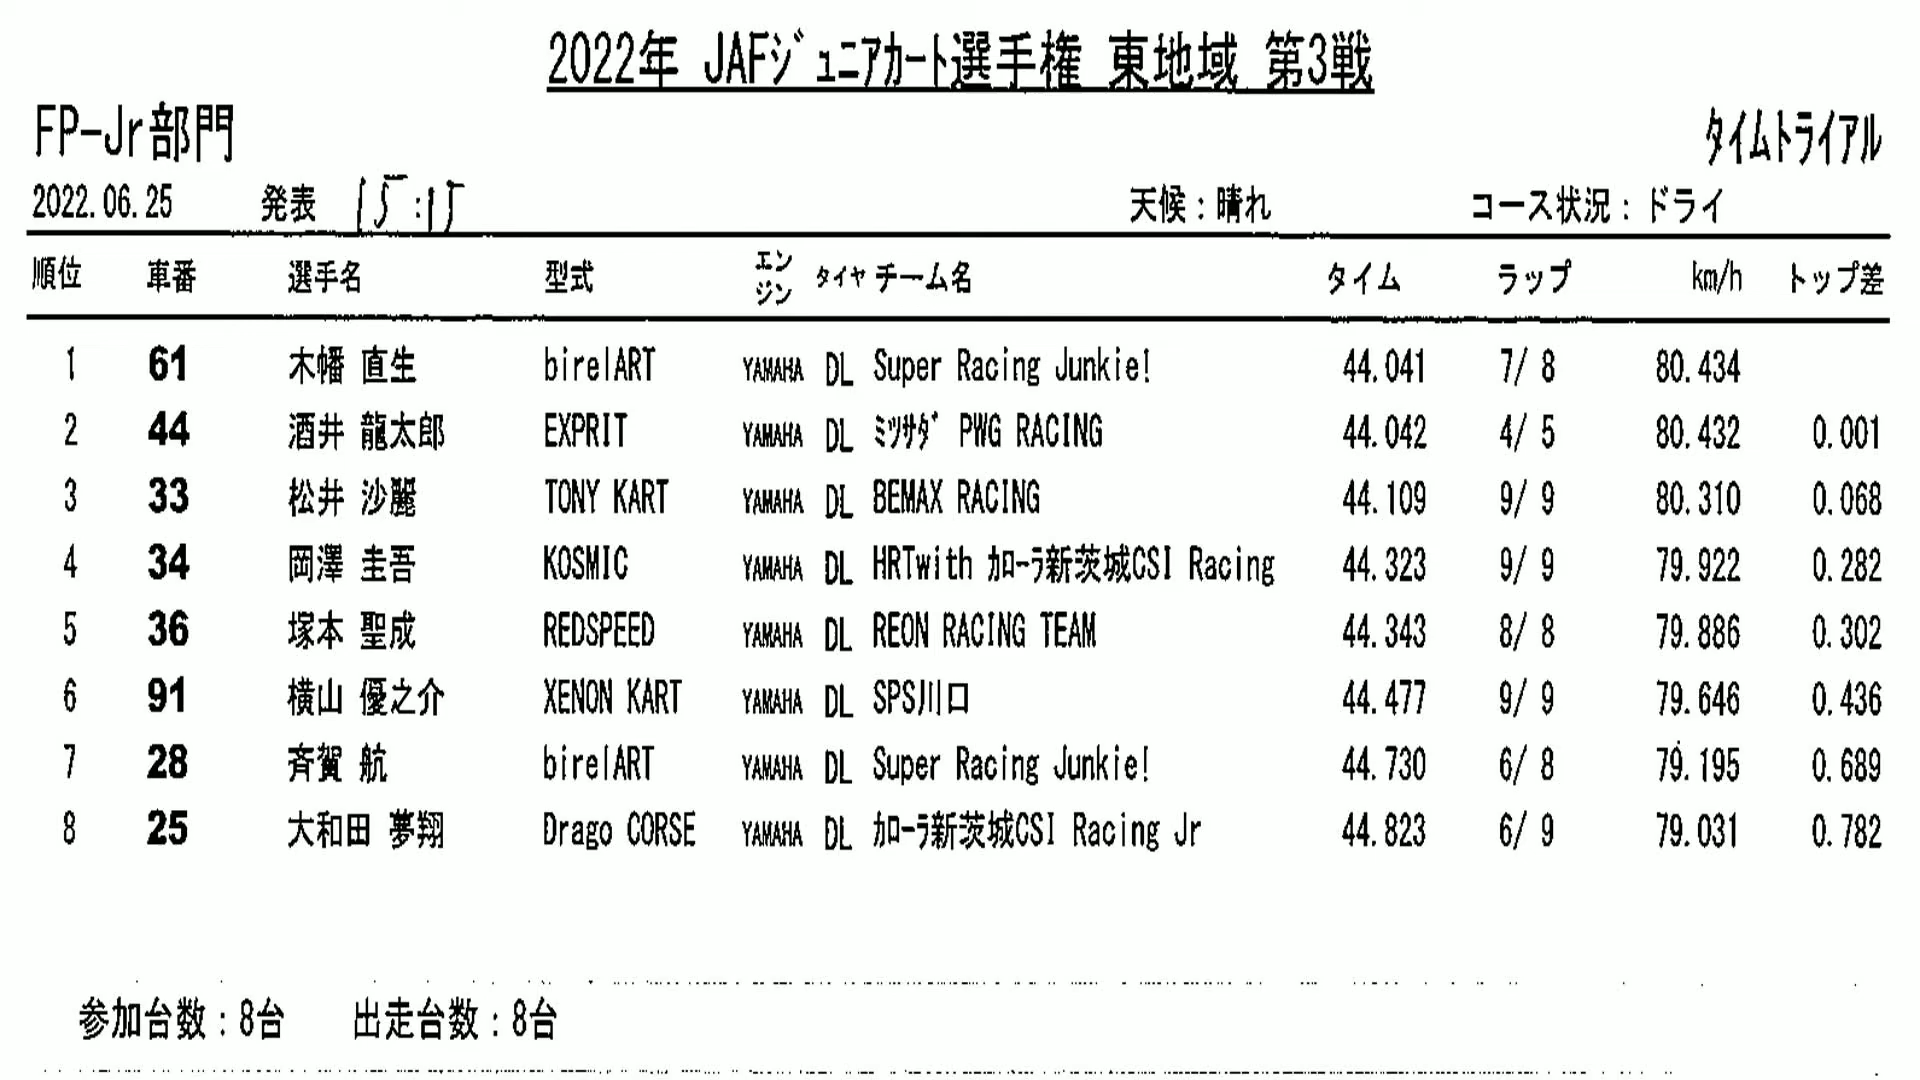 2022年 JAFジュニアカート選手権 東地域 第3戦
FP-Jr部門 タイムトライアル
2022.06.25 発表 15:15 天候：晴れ コース状況：ドライ
順位 車番 選手名 型式 エンジン タイヤ チーム名 タイム ラップ km/h トップ差
1 61 木幡 直生 birelART YAMAHA DL Super Racing Junkie! 44.041 7/ 8 80.434
2 44 酒井 龍太郎 EXPRIT YAMAHA DL ﾐﾂｻﾀﾞ PWG RACING 44.042 4/ 5 80.432 0.001
3 33 松井 沙麗 TONY KART YAMAHA DL BEMAX RACING 44.109 9/ 9 80.310 0.068
4 34 岡澤 圭吾 KOSMIC YAMAHA DL HRTwith ｶﾛｰﾗ新茨城CSI Racing 44.323 9/ 9 79.922 0.282
5 36 塚本 聖成 REDSPEED YAMAHA DL REON RACING TEAM 44.343 8/ 8 79.886 0.302
6 91 横山 優之介 XENON KART YAMAHA DL SPS川口 44.477 9/ 9 79.646 0.436
7 28 斉賀 航 birelART YAMAHA DL Super Racing Junkie! 44.730 6/ 8 79.195 0.689
8 25 大和田 夢翔 Drago CORSE YAMAHA DL ｶﾛｰﾗ新茨城CSI Racing Jr 44.823 6/ 9 79.031 0.782
参加台数：8台 出走台数：8台